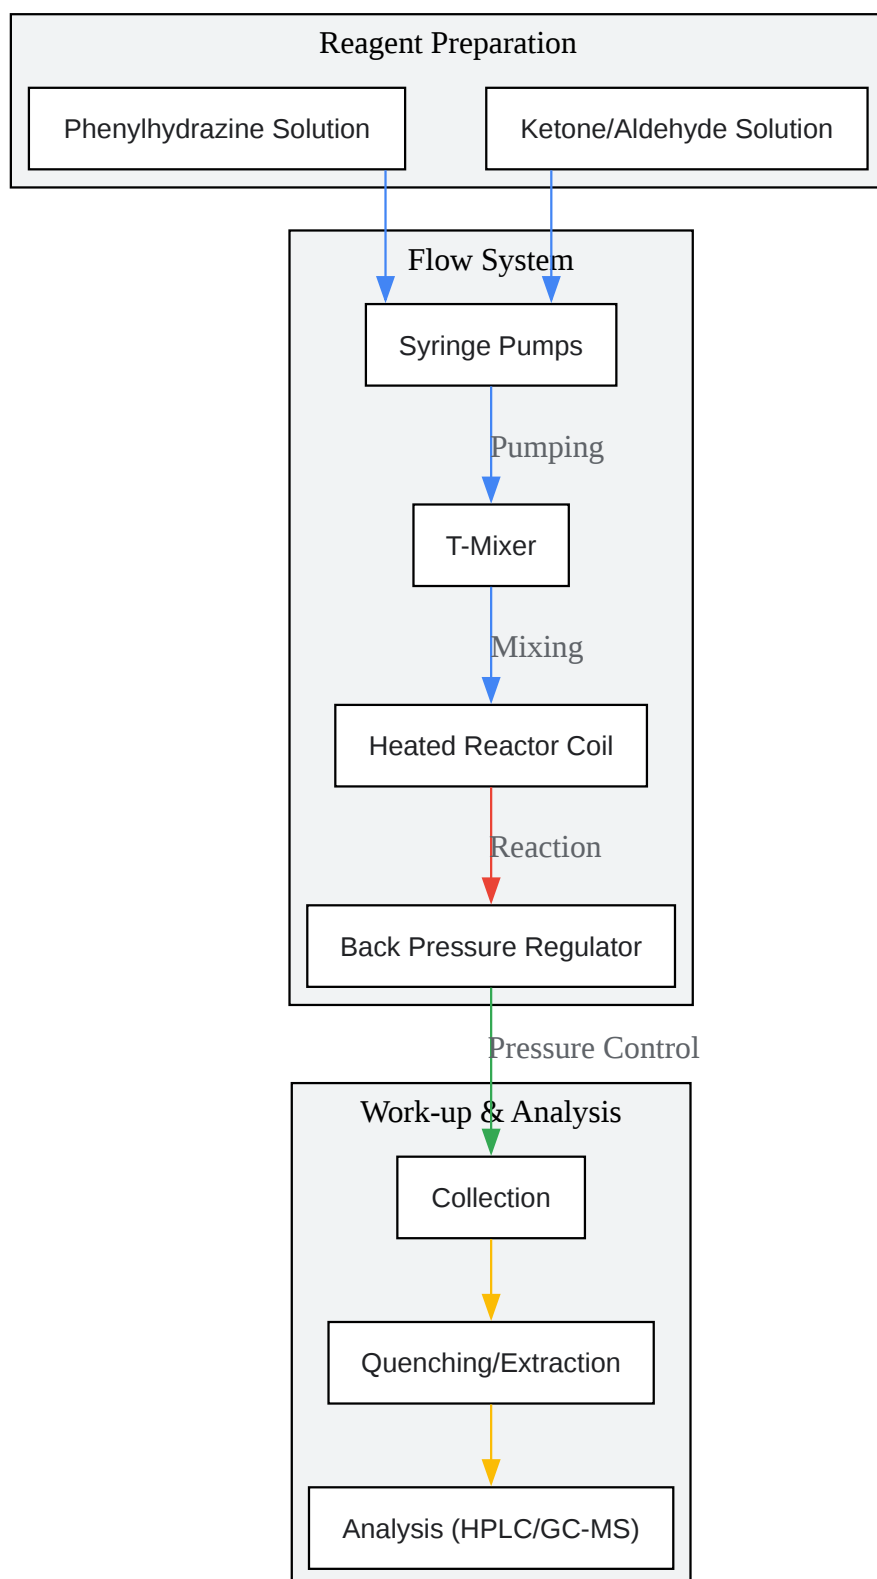 Reagent Preparation
Phenylhydrazine Solution
Ketone/Aldehyde Solution
Flow System
Syringe Pumps
Pumping
T-Mixer
Mixing
Heated Reactor Coil
Reaction
Back Pressure Regulator
Pressure Control
Work-up & Analysis
Collection
Quenching/Extraction
Analysis (HPLC/GC-MS)